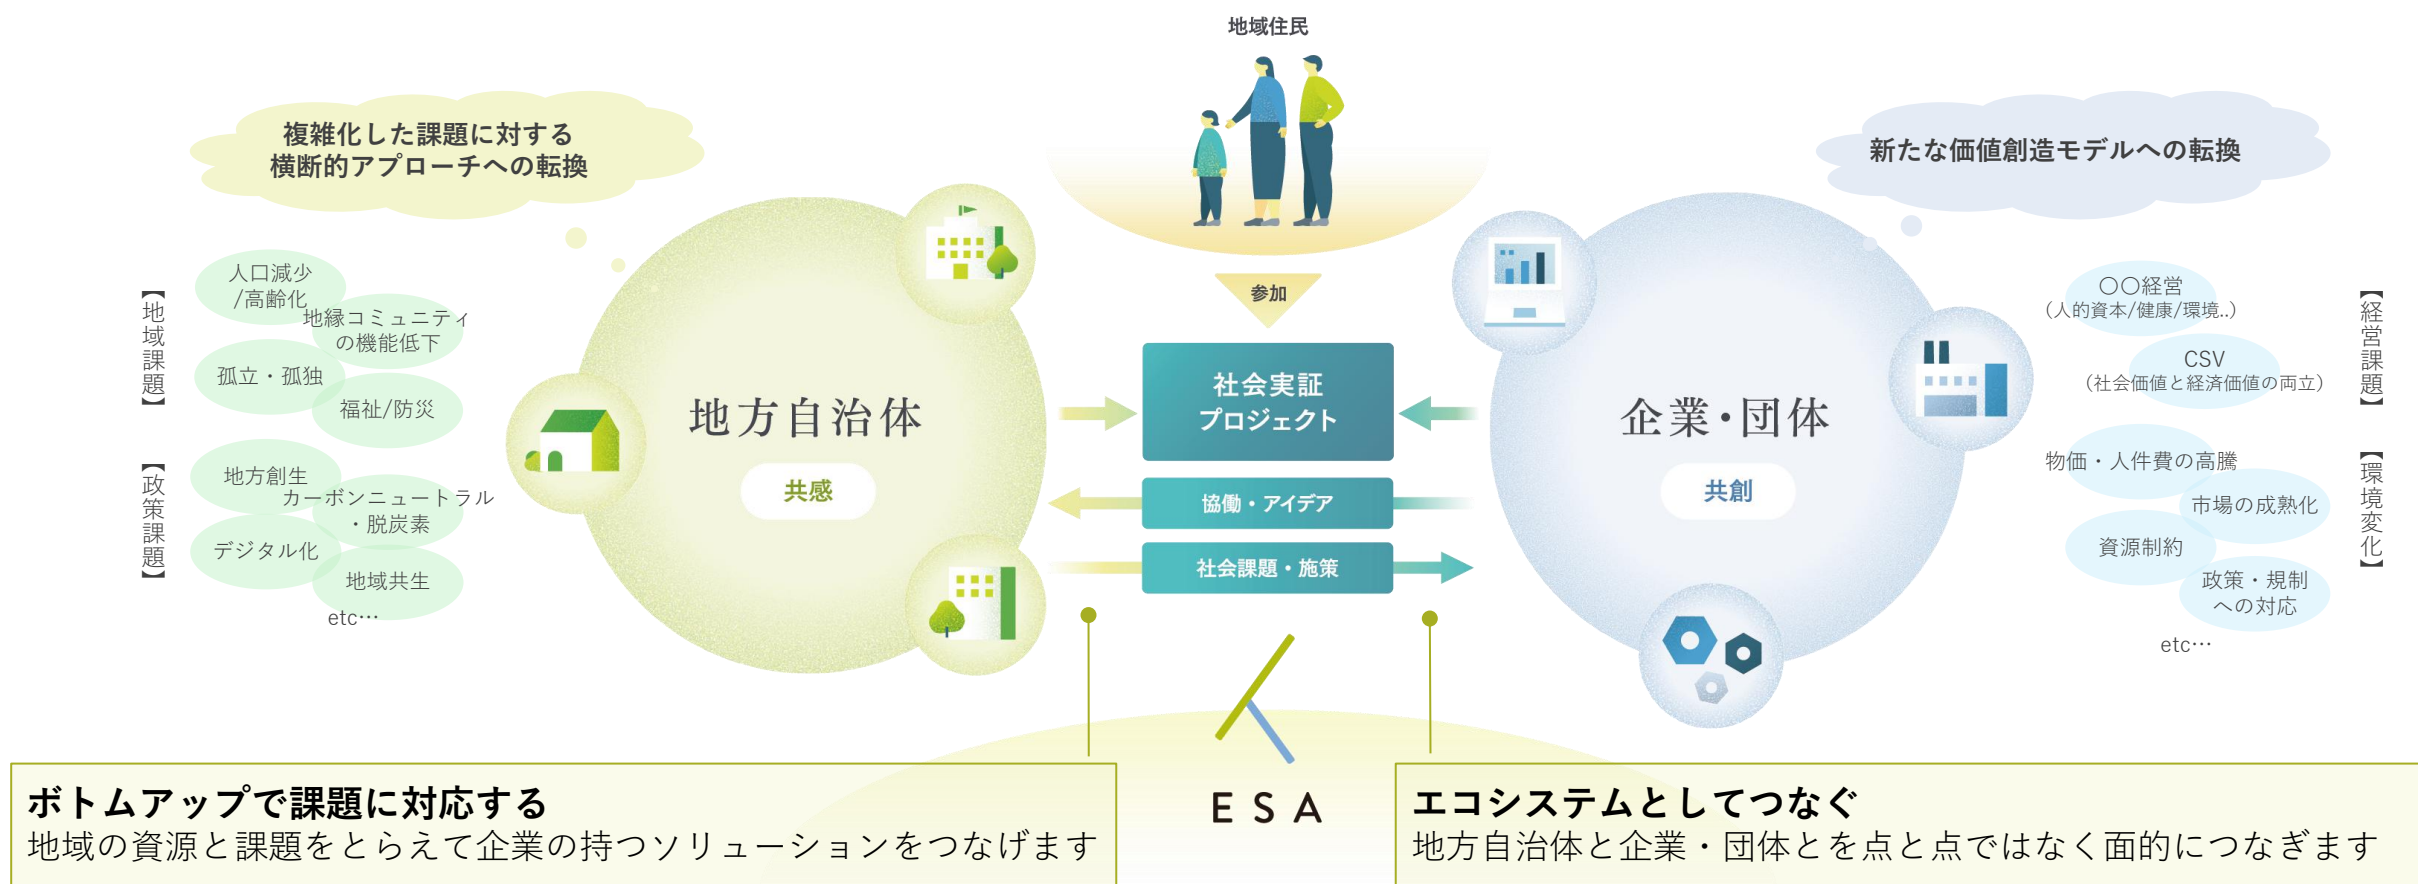 地域住民
複雑化した課題に対する
横断的アプローチへの転換
新たな価値創造モデルへの転換
【地域課題】
人口減少
/高齢化
地縁コミュニティ
の機能低下
孤立・孤独
福祉/防災
【政策課題】
地方創生
カーボンニュートラル
・脱炭素
デジタル化
地域共生
etc…
地方自治体
共感
参加
社会実証
プロジェクト
協働・アイデア
社会課題・施策
企業・団体
共創
【経営課題】
〇〇経営
（人的資本/健康/環境..）
CSV
（社会価値と経済価値の両立）
【環境変化】
物価・人件費の高騰
市場の成熟化
資源制約
政策・規制
への対応
etc…
ボトムアップで課題に対応する
地域の資源と課題をとらえて企業の持つソリューションをつなげます
ESA
エコシステムとしてつなぐ
地方自治体と企業・団体とを点と点ではなく面的につなぎます